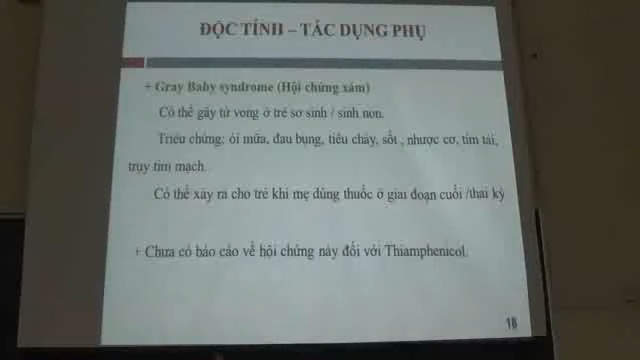 ĐỘC TÍNH – TÁC DỤNG PHỤ
+ Gray Baby syndrome (Hội chứng xám)
Có thể gây tử vong ở trẻ sơ sinh / sinh non.
Triệu chứng: ói mữa, đau bụng, tiêu chảy, sốt , nhược cơ, tím tái,
trụy tim mạch.
Có thể xảy ra cho trẻ khi mẹ dùng thuốc ở giai đoạn cuối /thai kỳ
+ Chưa có báo cáo về hội chứng này đối với Thiamphenicol.
18